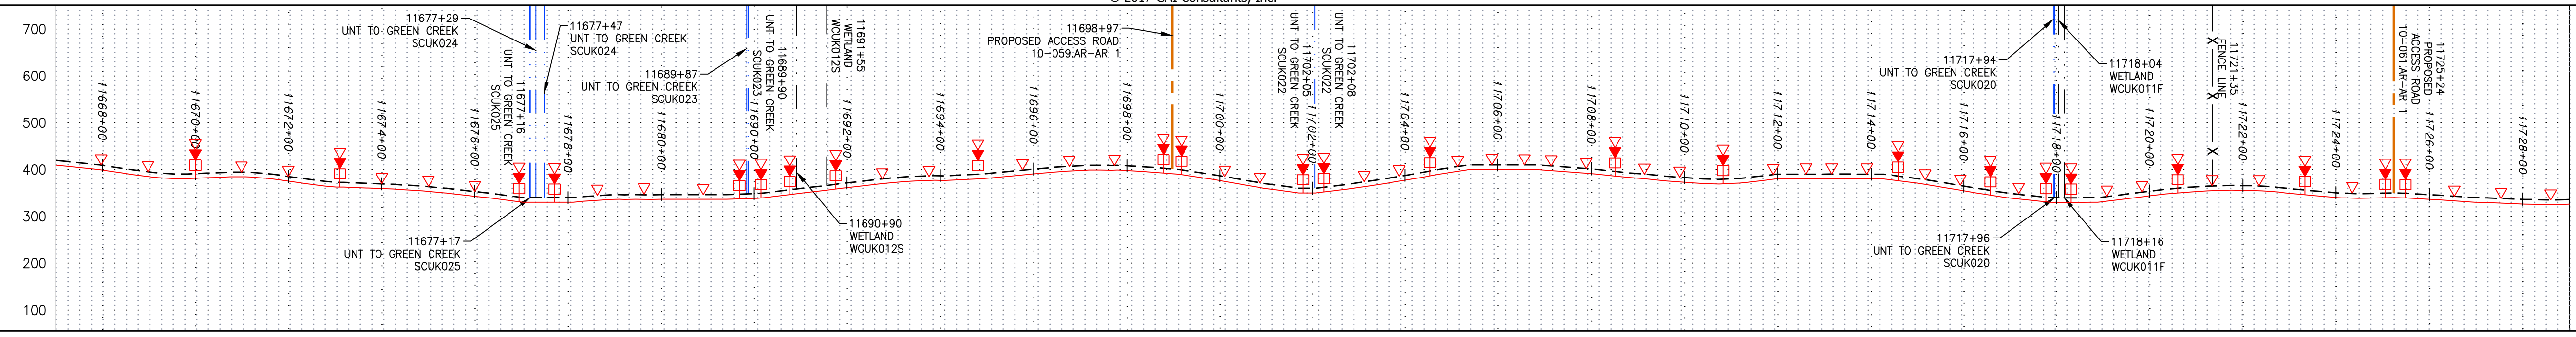 © 2017 GAI Consultants, Inc.
700
600
500
400
300
200
100
11668+00
11670+00
11672+00
11674+00
11676+00
11677+29
UNT TO GREEN CREEK
SCUK024
11677+16
UNT TO GREEN CREEK
SCUK025
11677+17
UNT TO GREEN CREEK
SCUK025
11677+47
UNT TO GREEN CREEK
SCUK024
11678+00
11680+00
11689+87
UNT TO GREEN CREEK
SCUK023
11690+00
11689+90
UNT TO GREEN CREEK
SCUK023
11691+55
WETLAND
WCUK012S
11690+90
WETLAND
WCUK012S
11692+00
11694+00
11696+00
11698+97
PROPOSED ACCESS ROAD
10-059.AR-AR 1
11698+00
11700+00
11702+05
UNT TO GREEN CREEK
SCUK022
11702+00
11702+08
UNT TO GREEN CREEK
SCUK022
11704+00
11706+00
11708+00
11710+00
11712+00
11714+00
11716+00
11717+94
UNT TO GREEN CREEK
SCUK020
11717+96
UNT TO GREEN CREEK
SCUK020
11718+00
11718+04
WETLAND
WCUK011F
11718+16
WETLAND
WCUK011F
11720+00
11721+35
FENCE LINE
11722+00
11724+00
11725+24
PROPOSED
ACCESS ROAD
10-061.AR-AR 1
11726+00
11728+00